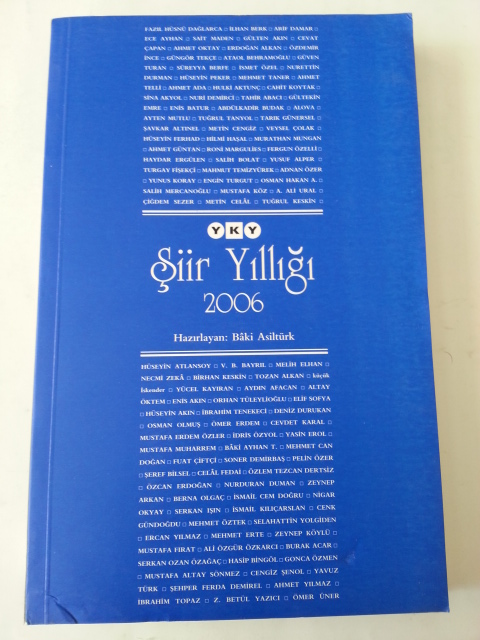 FAZIL HÜSNÜ DAĞLARCA □ İLHAN BERK □ ARİF DAMAR □
ECE AYHAN □ SAİT MADEN □ GÜLTEN AKIN □ CEVAT
ÇAPAN □ AHMET OKTAY □ ERDOĞAN ALKAN □ ÖZDEMİR
İNCE □ GÜNGÖR TEKÇE □ ATAOL BEHRAMOĞLU □ GÜVEN
TURAN □ SÜREYYA BERFE □ İSMET ÖZEL □ NURETTİN
DURMAN □ HÜSEYİN PEKER □ MEHMET TANER □ AHMET
TELLİ □ AHMET ADA □ HULKİ AKTUNÇ □ CAHİT KOYTAK □
SİNA AKYOL □ NURİ DEMİRCİ □ TAHİR ABACI □ GÜLTEKİN
EMRE □ ENİS BATUR □ ABDÜLKADİR BUDAK □ ALOVA □
AYTEN MUTLU □ TUĞRUL TANYOL □ TARIK GÜNERSEL □
ŞAVKAR ALTINEL □ METİN CENGİZ □ VEYSEL ÇOLAK □
HÜSEYİN FERHAD □ HİLMİ HAŞAL □ MURATHAN MUNGAN
□ AHMET GÜNTAN □ RONİ MARGULIES □ FERGUN ÖZELLİ □
HAYDAR ERGÜLEN □ SALİH BOLAT □ YUSUF ALPER □
TURGAY FİŞEKÇİ □ MAHMUT TEMİZYÜREK □ ADNAN ÖZER
□ YUNUS KORAY □ ENGİN TURGUT □ OSMAN HAKAN A. □
SALİH MERCANOĞLU □ MUSTAFA KÖZ □ A. ALİ URAL □
ÇİĞDEM SEZER □ METİN CELÂL □ TUĞRUL KESKİN □
YKY
Şiir Yıllığı
2006
Hazırlayan: Bâki Asiltürk
HÜSEYİN ATLANSOY □ V. B. BAYRIL □ MELİH ELHAN □
NECMİ ZEKÂ □ BİRHAN KESKİN □ TOZAN ALKAN □ küçük
İskender □ YÜCEL KAYIRAN □ AYDIN AFACAN □ ALTAY
ÖKTEM □ ENİS AKIN □ ORHAN TÜLEYLİOĞLU □ ELİF SOFYA
□ HÜSEYİN AKIN □ İBRAHİM TENEKECİ □ DENİZ DURUKAN
□ OSMAN OLMUŞ □ ÖMER ERDEM □ CEVDET KARAL □
MUSTAFA ERDEM ÖZLER □ İDRİS ÖZYOL □ YASİN EROL □
MUSTAFA MUHARREM □ BÂKİ AYHAN T. □ MEHMET CAN
DOĞAN □ FUAT ÇİFTÇİ □ SONER DEMİRBAŞ □ PELİN ÖZER
□ ŞEREF BİLSEL □ CELÂL FEDAİ □ ÖZLEM TEZCAN DERTSİZ
□ ÖZCAN ERDOĞAN □ NURDURAN DUMAN □ ZEYNEP
ARKAN □ BERNA OLGAÇ □ İSMAİL CEM DOĞRU □ NİGAR
OKYAY □ SERKAN IŞIN □ İSMAİL KILIÇARSLAN □ CENK
GÜNDOĞDU □ MEHMET ÖZTEK □ SELAHATTİN YOLGİDEN
□ ERCAN YILMAZ □ MEHMET ERTE □ ZEYNEP KÖYLÜ □
MUSTAFA FIRAT □ ALİ ÖZGÜR ÖZKARCI □ BURAK ACAR □
SERKAN OZAN ÖZAĞAÇ □ HASİP BİNGÖL □ GONCA ÖZMEN
□ MUSTAFA ALTAY SÖNMEZ □ CENGİZ ŞENOL □ YAVUZ
TÜRK □ ŞEHPER FERDA DEMİREL □ AHMET YILMAZ □
İBRAHİM TOPAZ □ Z. BETÜL YAZICI □ ÖMER ÜNER